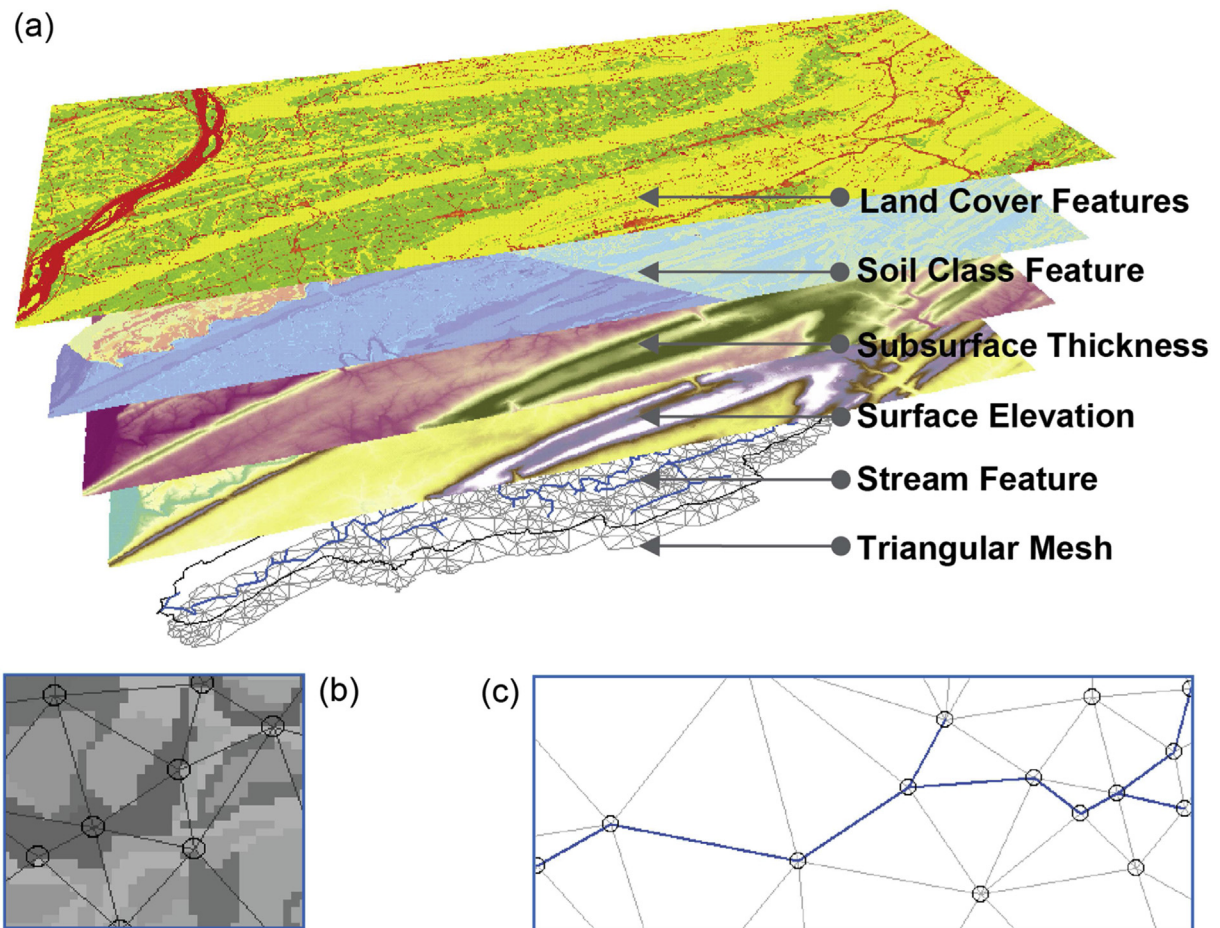 (a)
Land Cover Features
Soil Class Feature
Subsurface Thickness
Surface Elevation
Stream Feature
Triangular Mesh
(b)
(c)